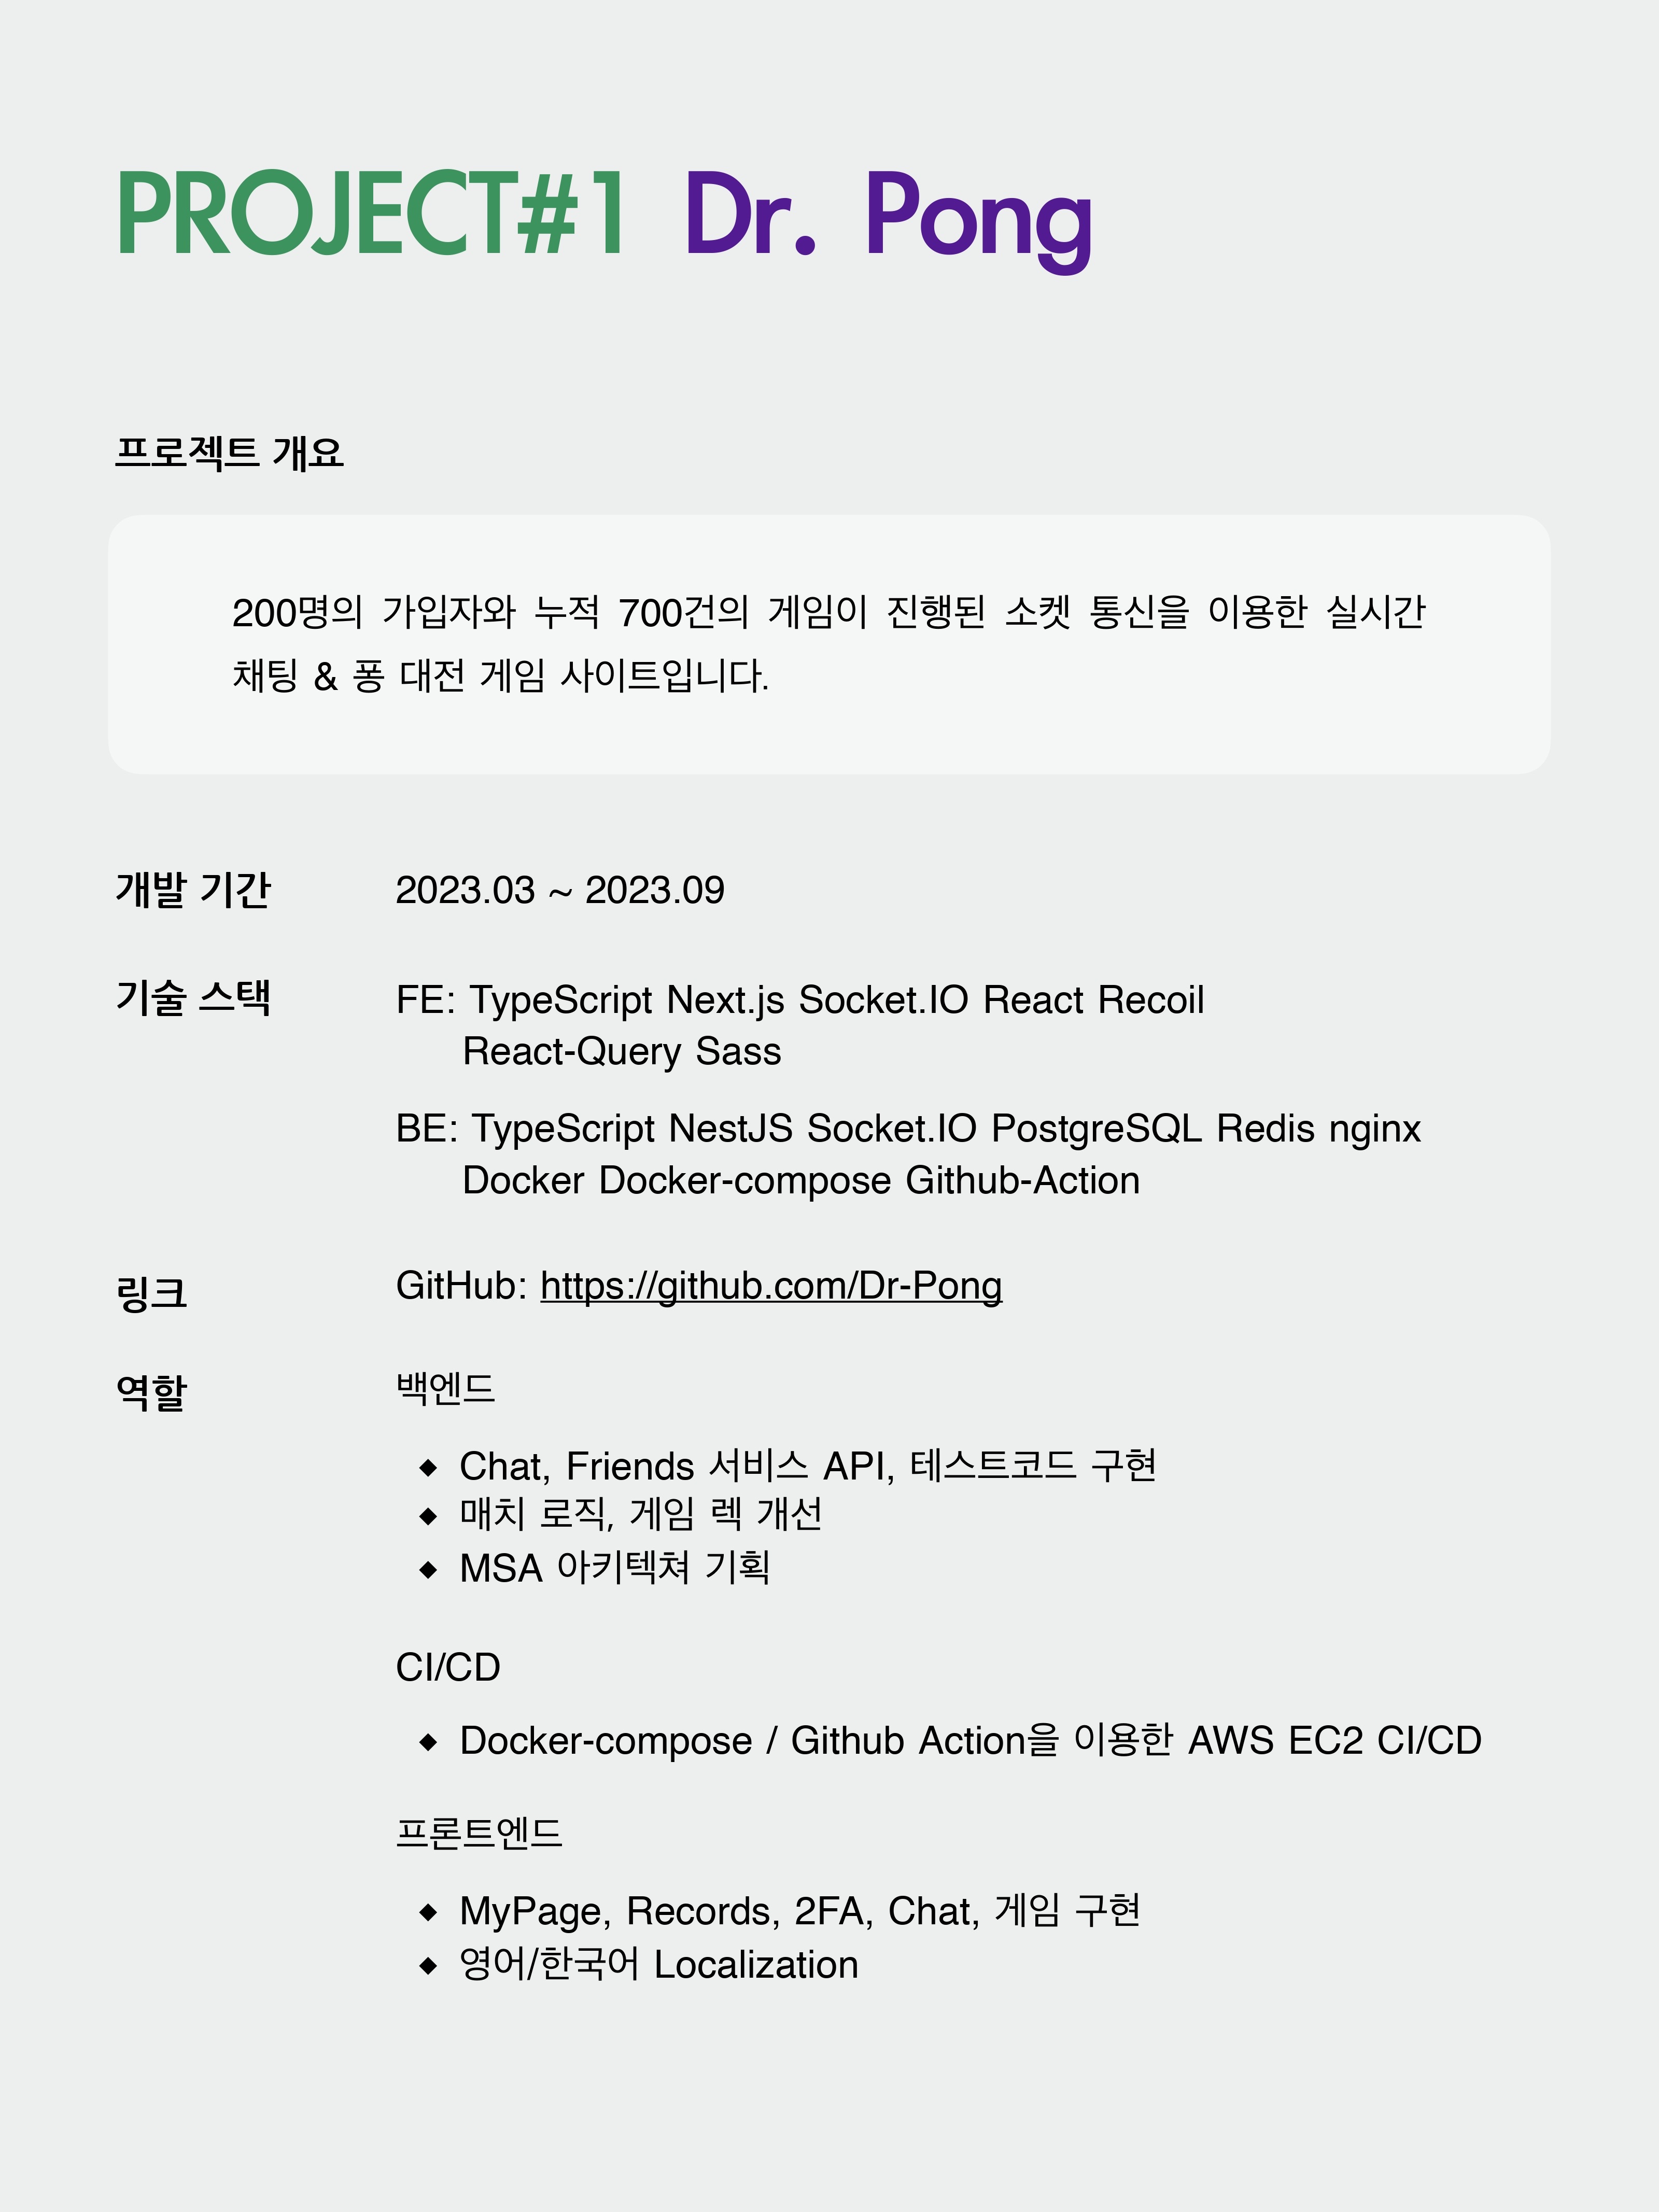 PROJECT#1 Dr. Pong
프로젝트 개요
200명의 가입자와 누적 700건의 게임이 진행된 소켓 통신을 이용한 실시간
채팅 & 퐁 대전 게임 사이트입니다.
개발 기간 2023.03 ~ 2023.09
기술 스택 FE: TypeScript Next.js Socket.IO React Recoil
React-Query Sass
BE: TypeScript NestJS Socket.IO PostgreSQL Redis nginx
Docker Docker-compose Github-Action
링크 GitHub: https://github.com/Dr-Pong
역할 백엔드
◆ Chat, Friends 서비스 API, 테스트코드 구현
◆ 매치 로직, 게임 렉 개선
◆ MSA 아키텍쳐 기획
CI/CD
◆ Docker-compose / Github Action을 이용한 AWS EC2 CI/CD
프론트엔드
◆ MyPage, Records, 2FA, Chat, 게임 구현
◆ 영어/한국어 Localization